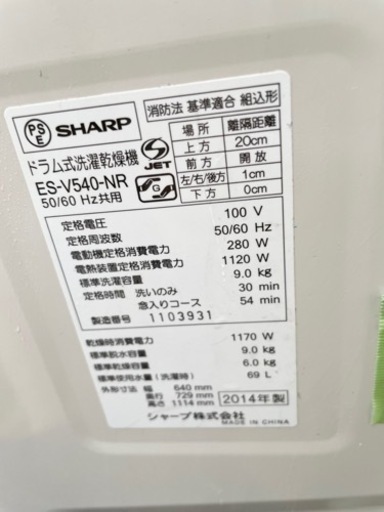 PS E SHARP
ドラム式洗濯乾燥機
ES-V540-NR
50/60 Hz共用
JET
G
消防法 基準適合 組込形
場所 離隔距離
上方 20cm
前方 開放
左/右/後方 1cm
下方 0cm
定格電圧 100 V
定格周波数 50/60 Hz
電動機定格消費電力 280 W
電熱装置定格消費電力 1120 W
標準洗濯容量 9.0 kg
定格時間 洗いのみ 30 min
急入りコース 54 min
製造番号 1103931
乾燥時消費電力 1170 W
標準脱水容量 9.0 kg
標準乾燥容量 6.0 kg
標準使用水量(洗濯時) 69 L
外形寸法 幅 640 mm
奥行 729 mm
高さ 1114 mm
2014年製
シャープ株式会社
MADE IN CHINA